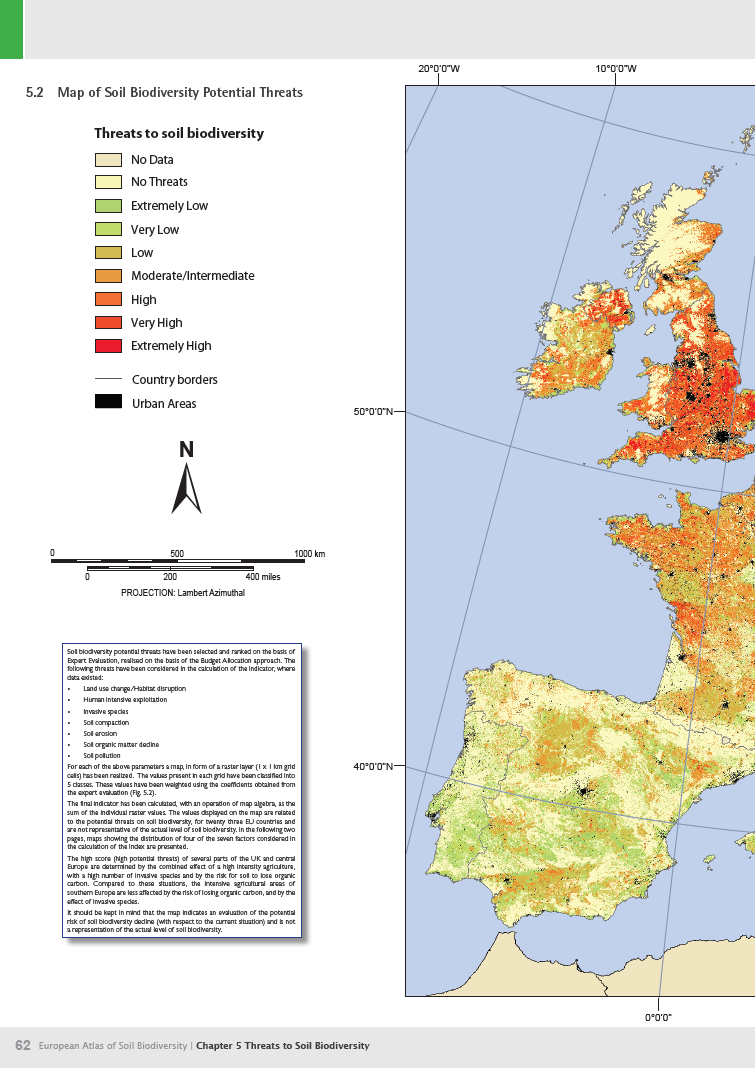 5.2 Map of Soil Biodiversity Potential Threats
Threats to soil biodiversity
No Data
No Threats
Extremely Low
Very Low
Low
Moderate/Intermediate
High
Very High
Extremely High
Country borders
Urban Areas
N
0 500 1000 km
0 200 400 miles
PROJECTION: Lambert Azimuthal
Soil biodiversity potential threats have been selected and ranked on the basis of
Expert Evaluation, realised on the basis of the Budget Allocation approach. The
following threats have been considered in the calculation of the indicator, where
data existed:
• Land use change/Habitat disruption
• Human intensive exploitation
• Invasive species
• Soil compaction
• Soil erosion
• Soil organic matter decline
• Soil pollution
For each of the above parameters a map, in form of a raster layer (1 x 1 km grid
cells) has been realized. The values present in each grid have been classified into
5 classes. These values have been weighted using the coefficients obtained from
the expert evaluation (Fig. 5.2).
The final indicator has been calculated, with an operation of map algebra, as the
sum of the individual raster values. The values displayed on the map are related
to the potential threats on soil biodiversity, for twenty three EU countries and
are not representative of the actual level of soil biodiversity. In the following two
pages, maps showing the distribution of four of the seven factors considered in
the calculation of the index are presented.
The high score (high potential threats) of several parts of the UK and central
Europe are determined by the combined effect of a high intensity agriculture,
with a high number of invasive species and by the risk for soil to lose organic
carbon. Compared to these situations, the intensive agricultural areas of
southern Europe are less affected by the risk of losing organic carbon, and by the
effect of invasive species.
It should be kept in mind that the map indicates an evaluation of the potential
risk of soil biodiversity decline (with respect to the current situation) and is not
a representation of the actual level of soil biodiversity.
20°0'0"W 10°0'0"W
50°0'0"N
40°0'0"N
0°0'0"
62 European Atlas of Soil Biodiversity | Chapter 5 Threats to Soil Biodiversity